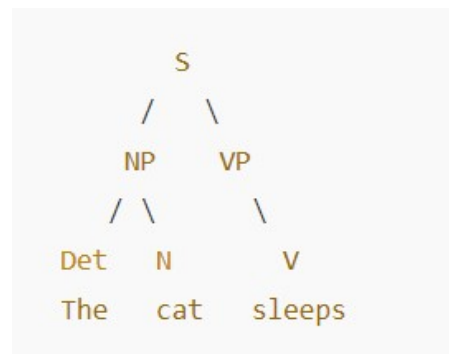 S
/ \
NP VP
/ \ \
Det N V
The cat sleeps